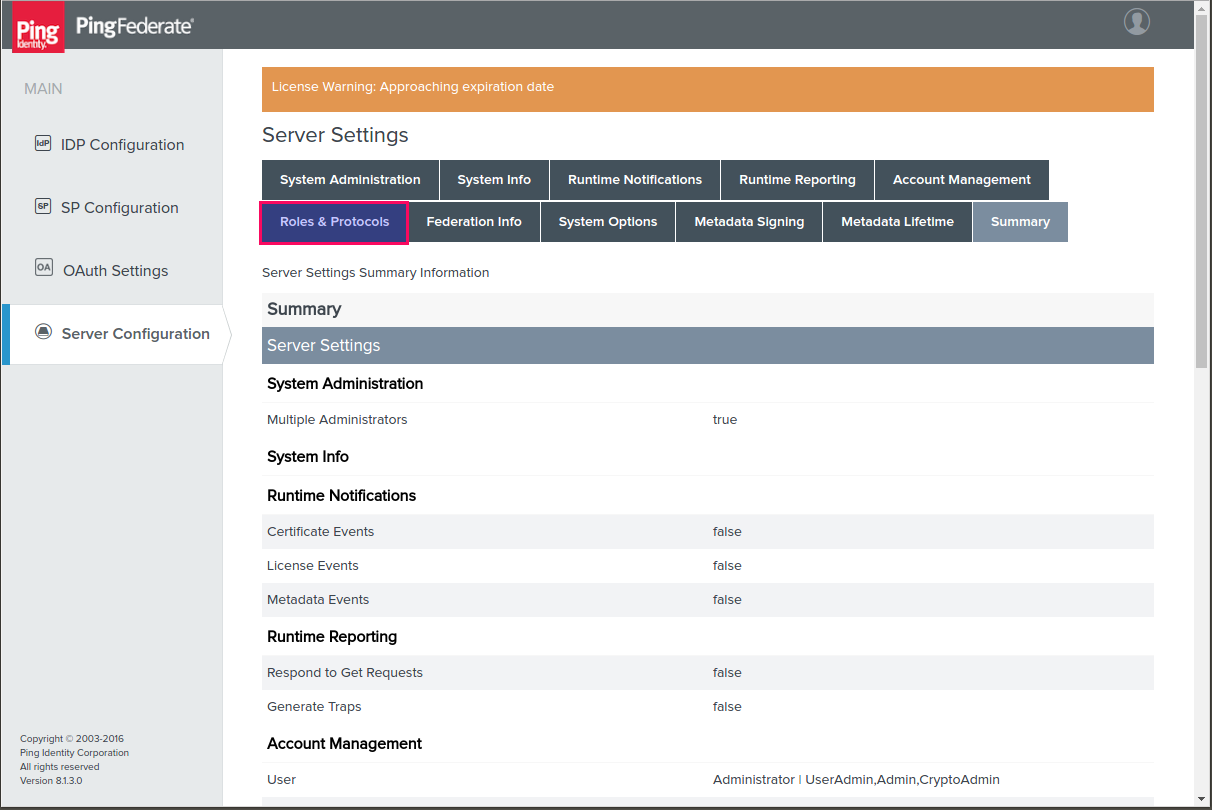 Ping
Identity.
PingFederate®
MAIN
IdP IDP Configuration
SP SP Configuration
OA OAuth Settings
Server Configuration
Copyright © 2003-2016
Ping Identity Corporation
All rights reserved
Version 8.1.3.0
License Warning: Approaching expiration date
Server Settings
System Administration System Info Runtime Notifications Runtime Reporting Account Management
Roles & Protocols Federation Info System Options Metadata Signing Metadata Lifetime Summary
Server Settings Summary Information
Summary
Server Settings
System Administration
Multiple Administrators true
System Info
Runtime Notifications
Certificate Events false
License Events false
Metadata Events false
Runtime Reporting
Respond to Get Requests false
Generate Traps false
Account Management
User Administrator | UserAdmin,Admin,CryptoAdmin